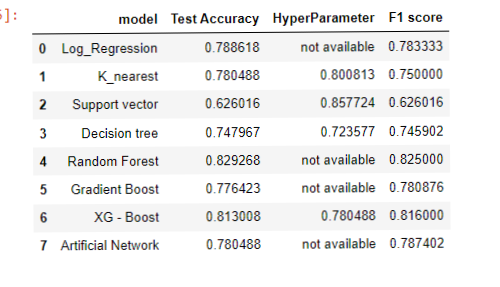 ]:
model Test Accuracy HyperParameter F1 score
0 Log_Regression 0.788618 not available 0.783333
1 K_nearest 0.780488 0.800813 0.750000
2 Support vector 0.626016 0.857724 0.626016
3 Decision tree 0.747967 0.723577 0.745902
4 Random Forest 0.829268 not available 0.825000
5 Gradient Boost 0.776423 not available 0.780876
6 XG - Boost 0.813008 0.780488 0.816000
7 Artificial Network 0.780488 not available 0.787402